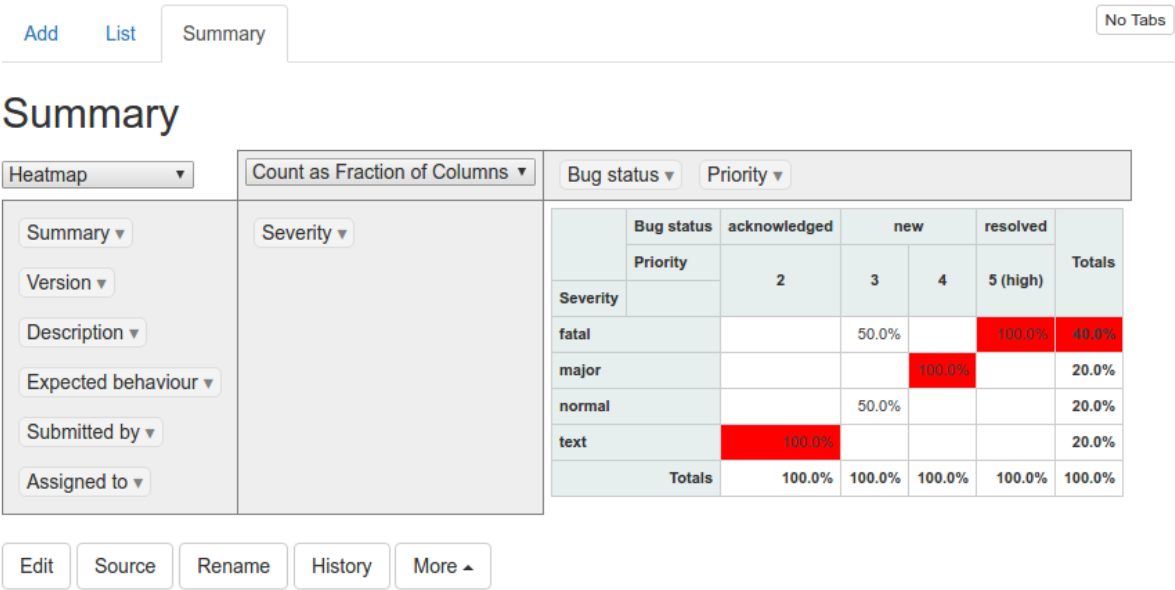 Add List Summary No Tabs
Summary
Heatmap ▼ Count as Fraction of Columns ▼ Bug status ▾ Priority ▾
Summary ▾ Severity ▾
Version ▾
Description ▾
Expected behaviour ▾
Submitted by ▾
Assigned to ▾
Bug status acknowledged new resolved
Priority 2 3 4 5 (high) Totals
Severity
fatal 50.0% 100.0% 40.0%
major 100.0% 20.0%
normal 50.0% 20.0%
text 100.0% 20.0%
Totals 100.0% 100.0% 100.0% 100.0% 100.0%
Edit Source Rename History More ▴